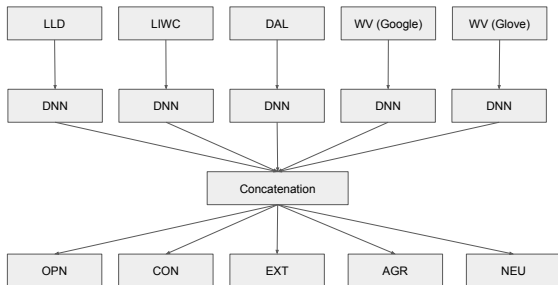 LLD
LIWC
DAL
WV (Google)
WV (Glove)
DNN
DNN
DNN
DNN
DNN
Concatenation
OPN
CON
EXT
AGR
NEU